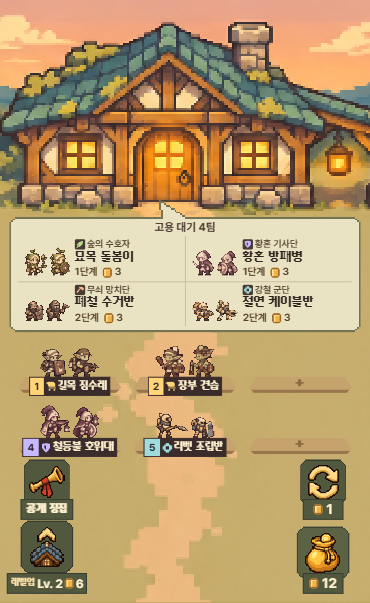 고용 대기 4팀
숲의 수호자
묘목 돌봄이
1단계 3
황혼 기사단
황혼 방패병
1단계 3
무쇠 망치단
폐철 수거반
2단계 3
강철 군단
절연 케이블반
2단계 3
1 길목 짐수레
2 장부 견습
+
4 청동불 호위대
5 리벳 조립반
+
공개 정집
1
레벨업 Lv. 2 6
12